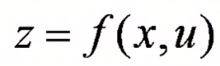 z = f(x,u)